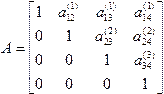 A = [ 1 a_{12}^{(1)} a_{13}^{(1)} a_{14}^{(1)}
0 1 a_{23}^{(2)} a_{24}^{(2)}
0 0 1 a_{34}^{(3)}
0 0 0 1 ]